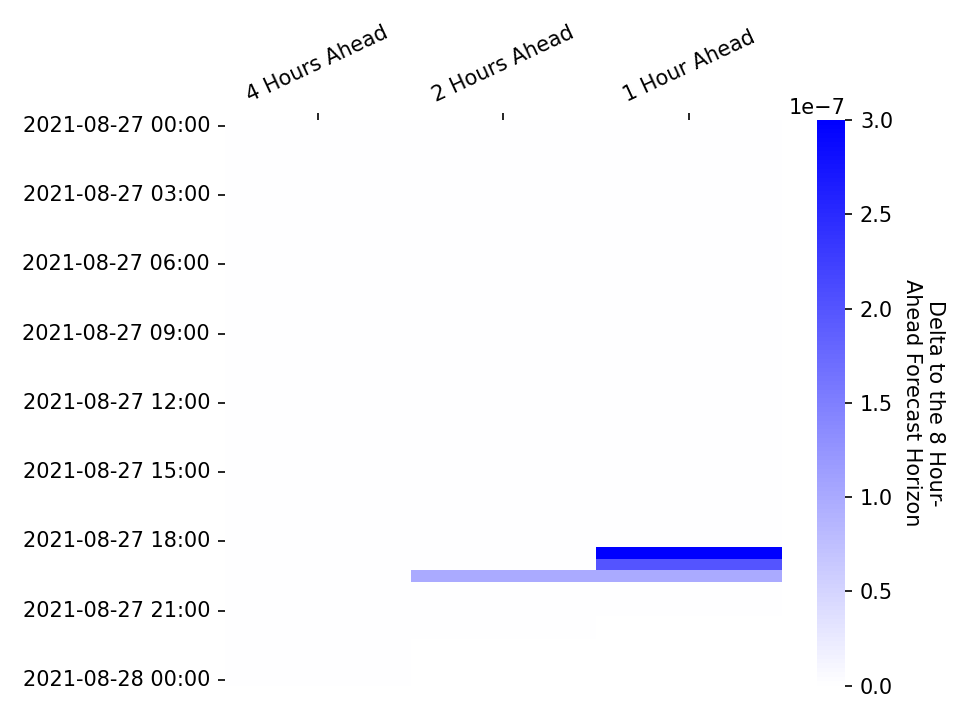 4 Hours Ahead
2 Hours Ahead
1 Hour Ahead
2021-08-27 00:00
2021-08-27 03:00
2021-08-27 06:00
2021-08-27 09:00
2021-08-27 12:00
2021-08-27 15:00
2021-08-27 18:00
2021-08-27 21:00
2021-08-28 00:00
1e−7
3.0
2.5
2.0
1.5
1.0
0.5
0.0
Delta to the 8 Hour-
Ahead Forecast Horizon